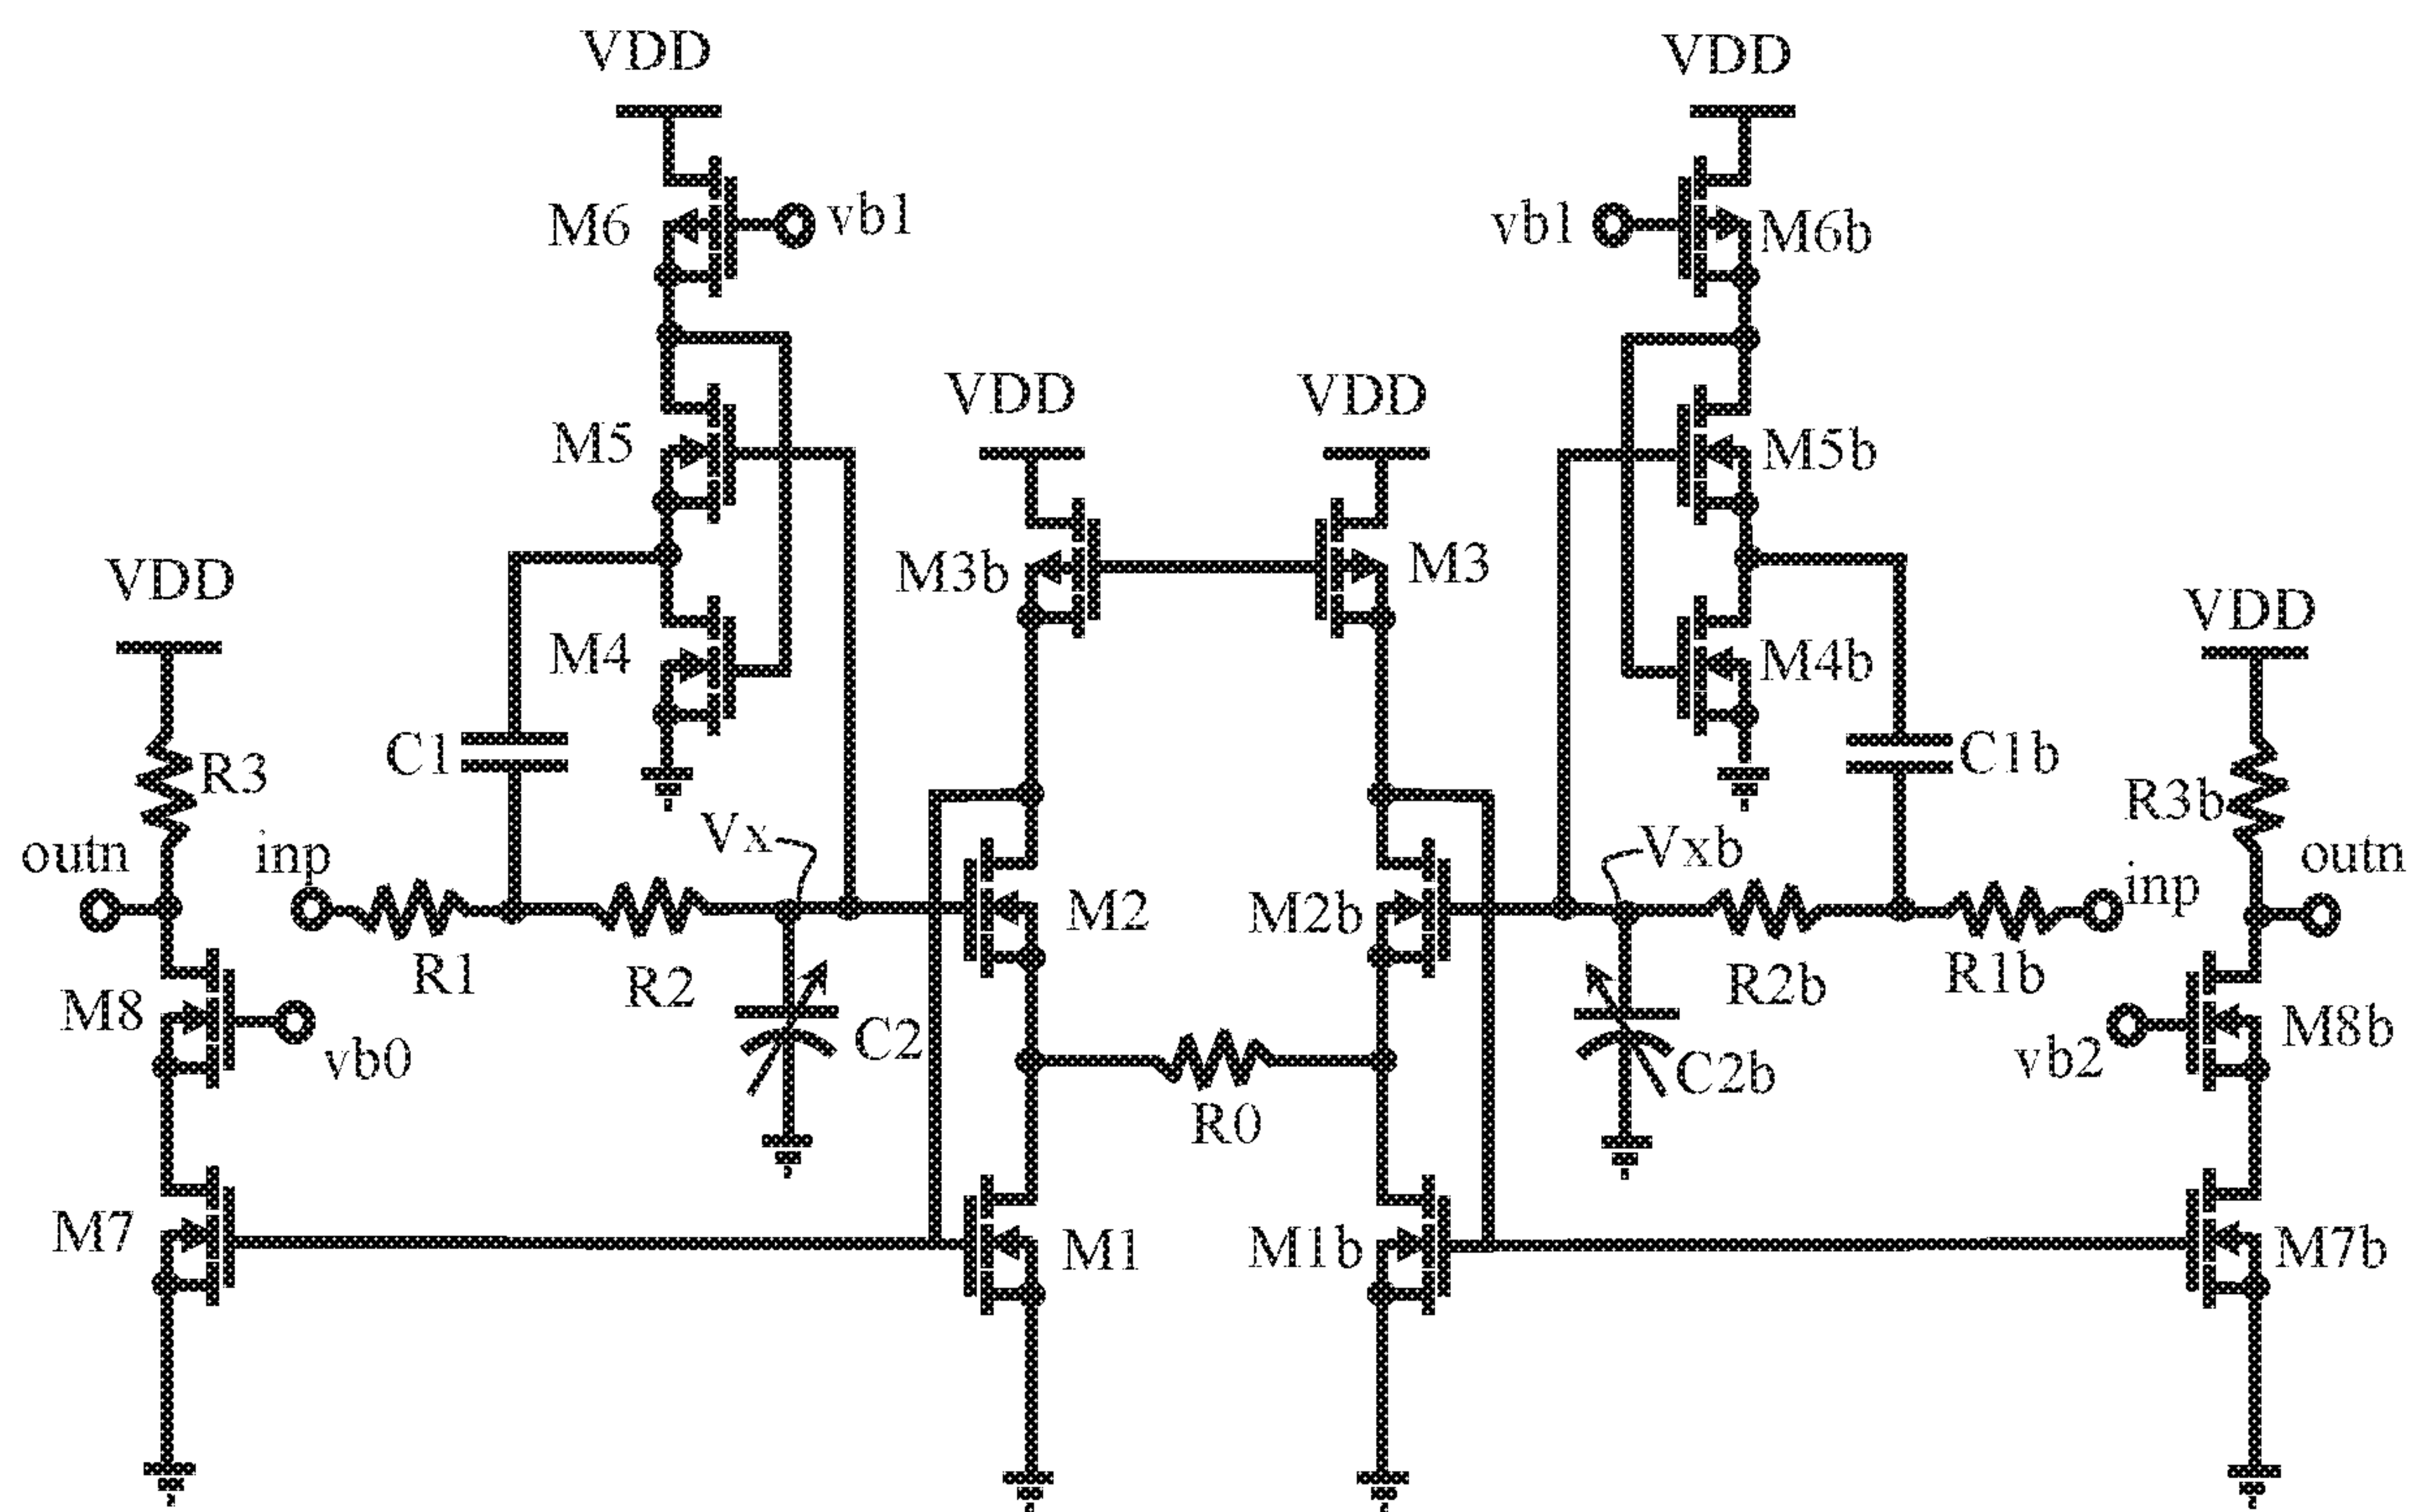 VDD
VDD
M6
vb1
vb1
M6b
VDD
VDD
M5
M5b
VDD
M3b
M3
VDD
M4
M4b
C1
C1b
R3
R3b
outn
inp
Vx
Vxb
inp
outn
M2
M2b
R1
R2
R2b
R1b
M8
vb0
C2
R0
C2b
vb2
M8b
M7
M1
M1b
M7b